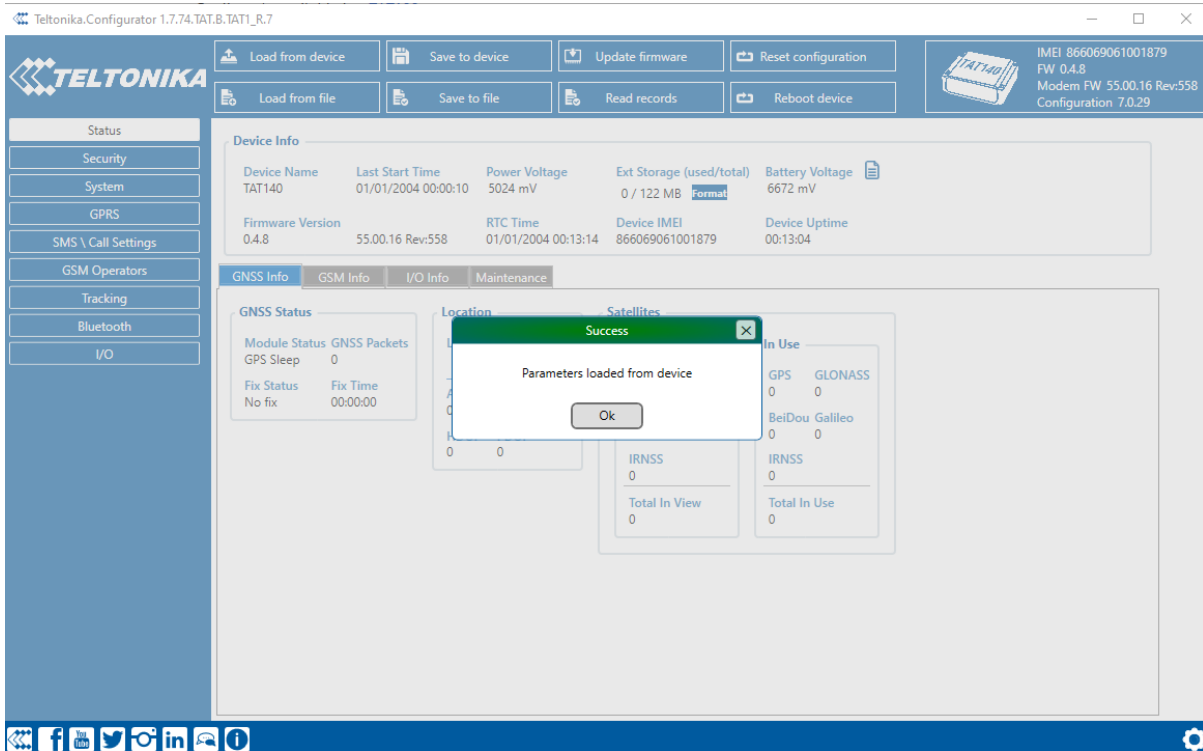 Teltonika.Configurator 1.7.74.TAT.B.TAT1_R.7
TELTONIKA
Load from device
Save to device
Update firmware
Reset configuration
Load from file
Save to file
Read records
Reboot device
TAT140
IMEI 866069061001879
FW 0.4.8
Modem FW 55.00.16 Rev:558
Configuration 7.0.29
Status
Security
System
GPRS
SMS \ Call Settings
GSM Operators
Tracking
Bluetooth
I/O
Device Info
Device Name Last Start Time Power Voltage Ext Storage (used/total) Battery Voltage
TAT140 01/01/2004 00:00:10 5024 mV 0 / 122 MB Format 6672 mV
Firmware Version RTC Time Device IMEI Device Uptime
0.4.8 55.00.16 Rev:558 01/01/2004 00:13:14 866069061001879 00:13:04
GNSS Info GSM Info I/O Info Maintenance
GNSS Status
Module Status GNSS Packets
GPS Sleep 0
Fix Status Fix Time
No fix 00:00:00
Location
0 0
Satellites
IRNSS
0
Total In View
0
In Use
GPS GLONASS
0 0
BeiDou Galileo
0 0
IRNSS
0
Total In Use
0
Success
Parameters loaded from device
Ok
f
You
Tube
in